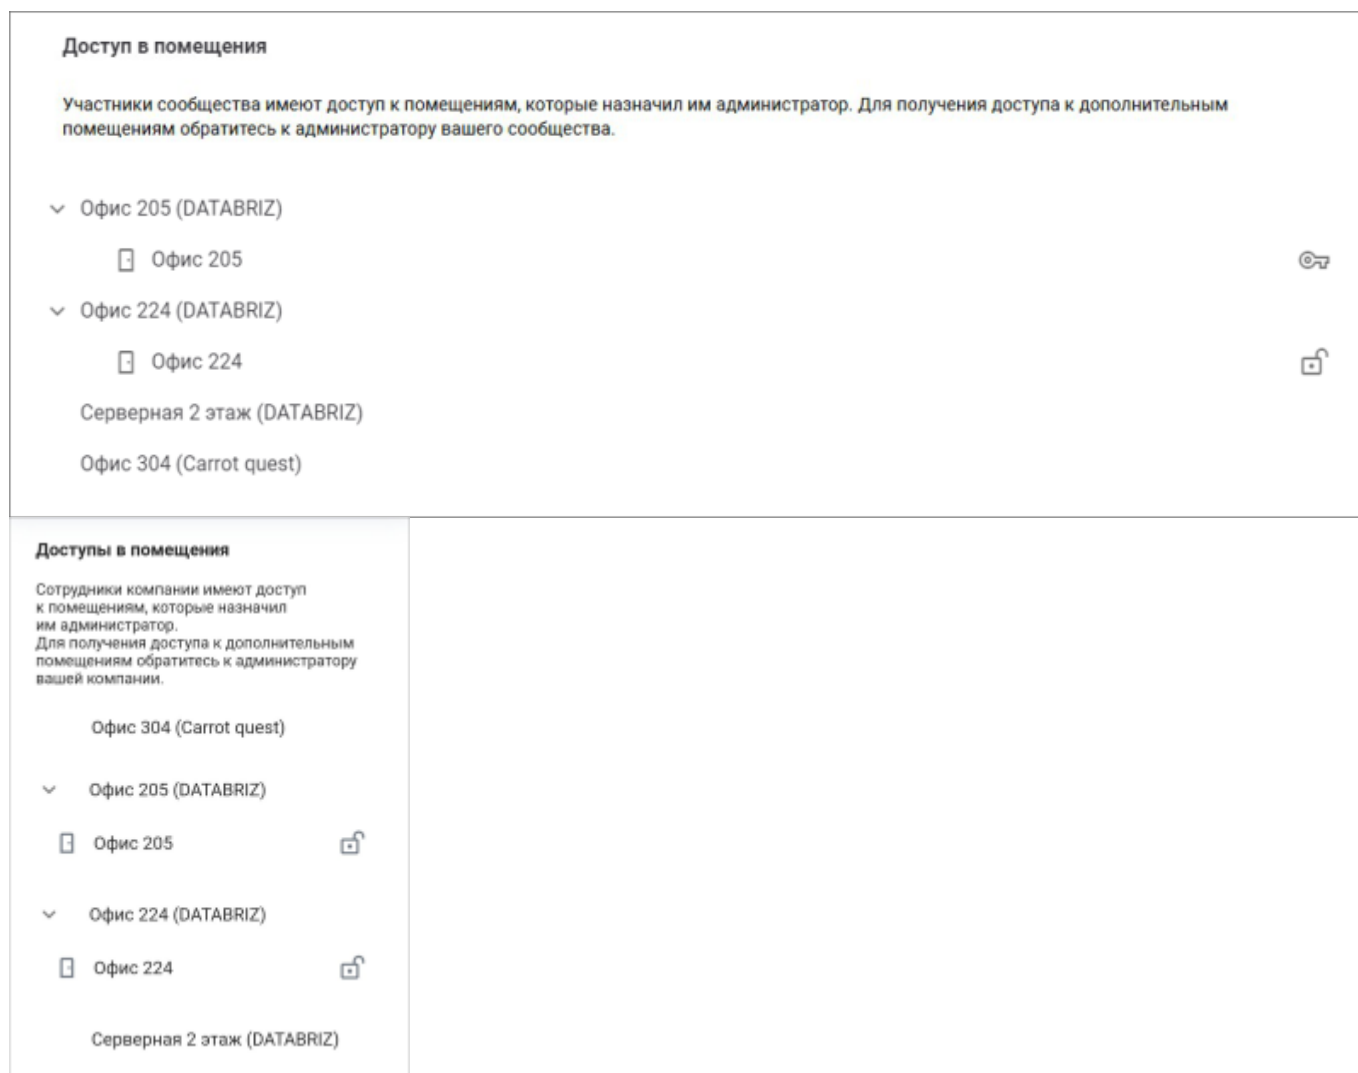 Доступ в помещения
Участники сообщества имеют доступ к помещениям, которые назначил им администратор. Для получения доступа к дополнительным
помещениям обратитесь к администратору вашего сообщества.
Офис 205 (DATABRIZ)
Офис 205
Офис 224 (DATABRIZ)
Офис 224
Серверная 2 этаж (DATABRIZ)
Офис 304 (Carrot quest)
Доступы в помещения
Сотрудники компании имеют доступ
к помещениям, которые назначил
им администратор.
Для получения доступа к дополнительным
помещениям обратитесь к администратору
вашей компании.
Офис 304 (Carrot quest)
Офис 205 (DATABRIZ)
Офис 205
Офис 224 (DATABRIZ)
Офис 224
Серверная 2 этаж (DATABRIZ)